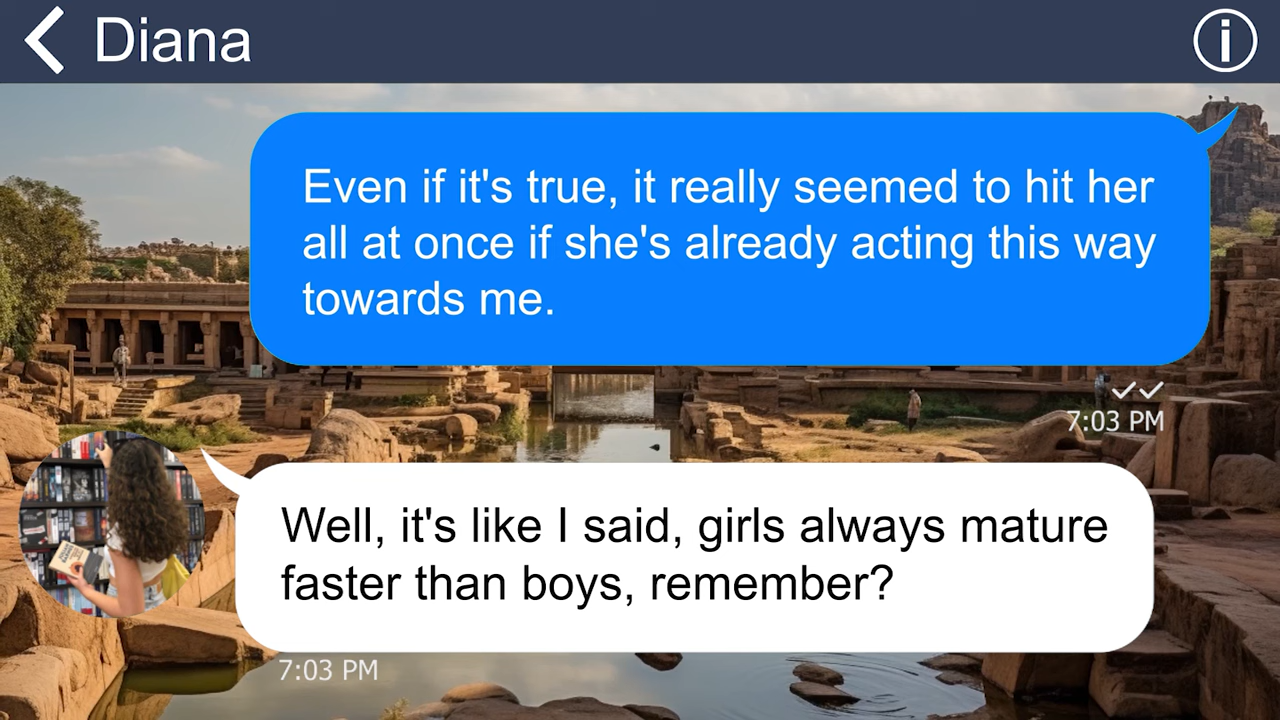 Diana
Even if it's true, it really seemed to hit her
all at once if she's already acting this way
towards me.
7:03 PM
Well, it's like I said, girls always mature
faster than boys, remember?
7:03 PM